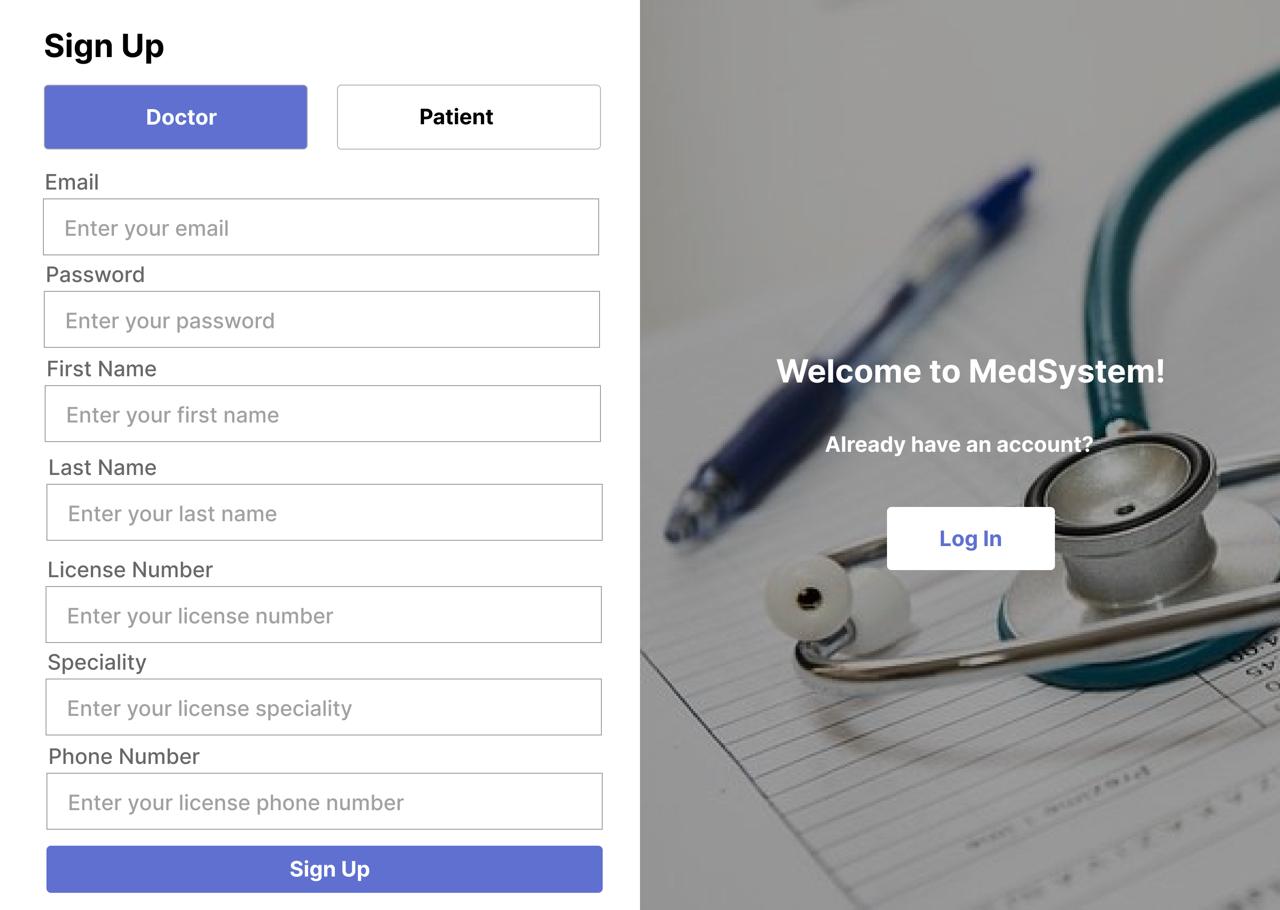 Sign Up
Doctor
Patient
Email
Enter your email
Password
Enter your password
First Name
Enter your first name
Last Name
Enter your last name
License Number
Enter your license number
Speciality
Enter your license speciality
Phone Number
Enter your license phone number
Sign Up
Welcome to MedSystem!
Already have an account?
Log In